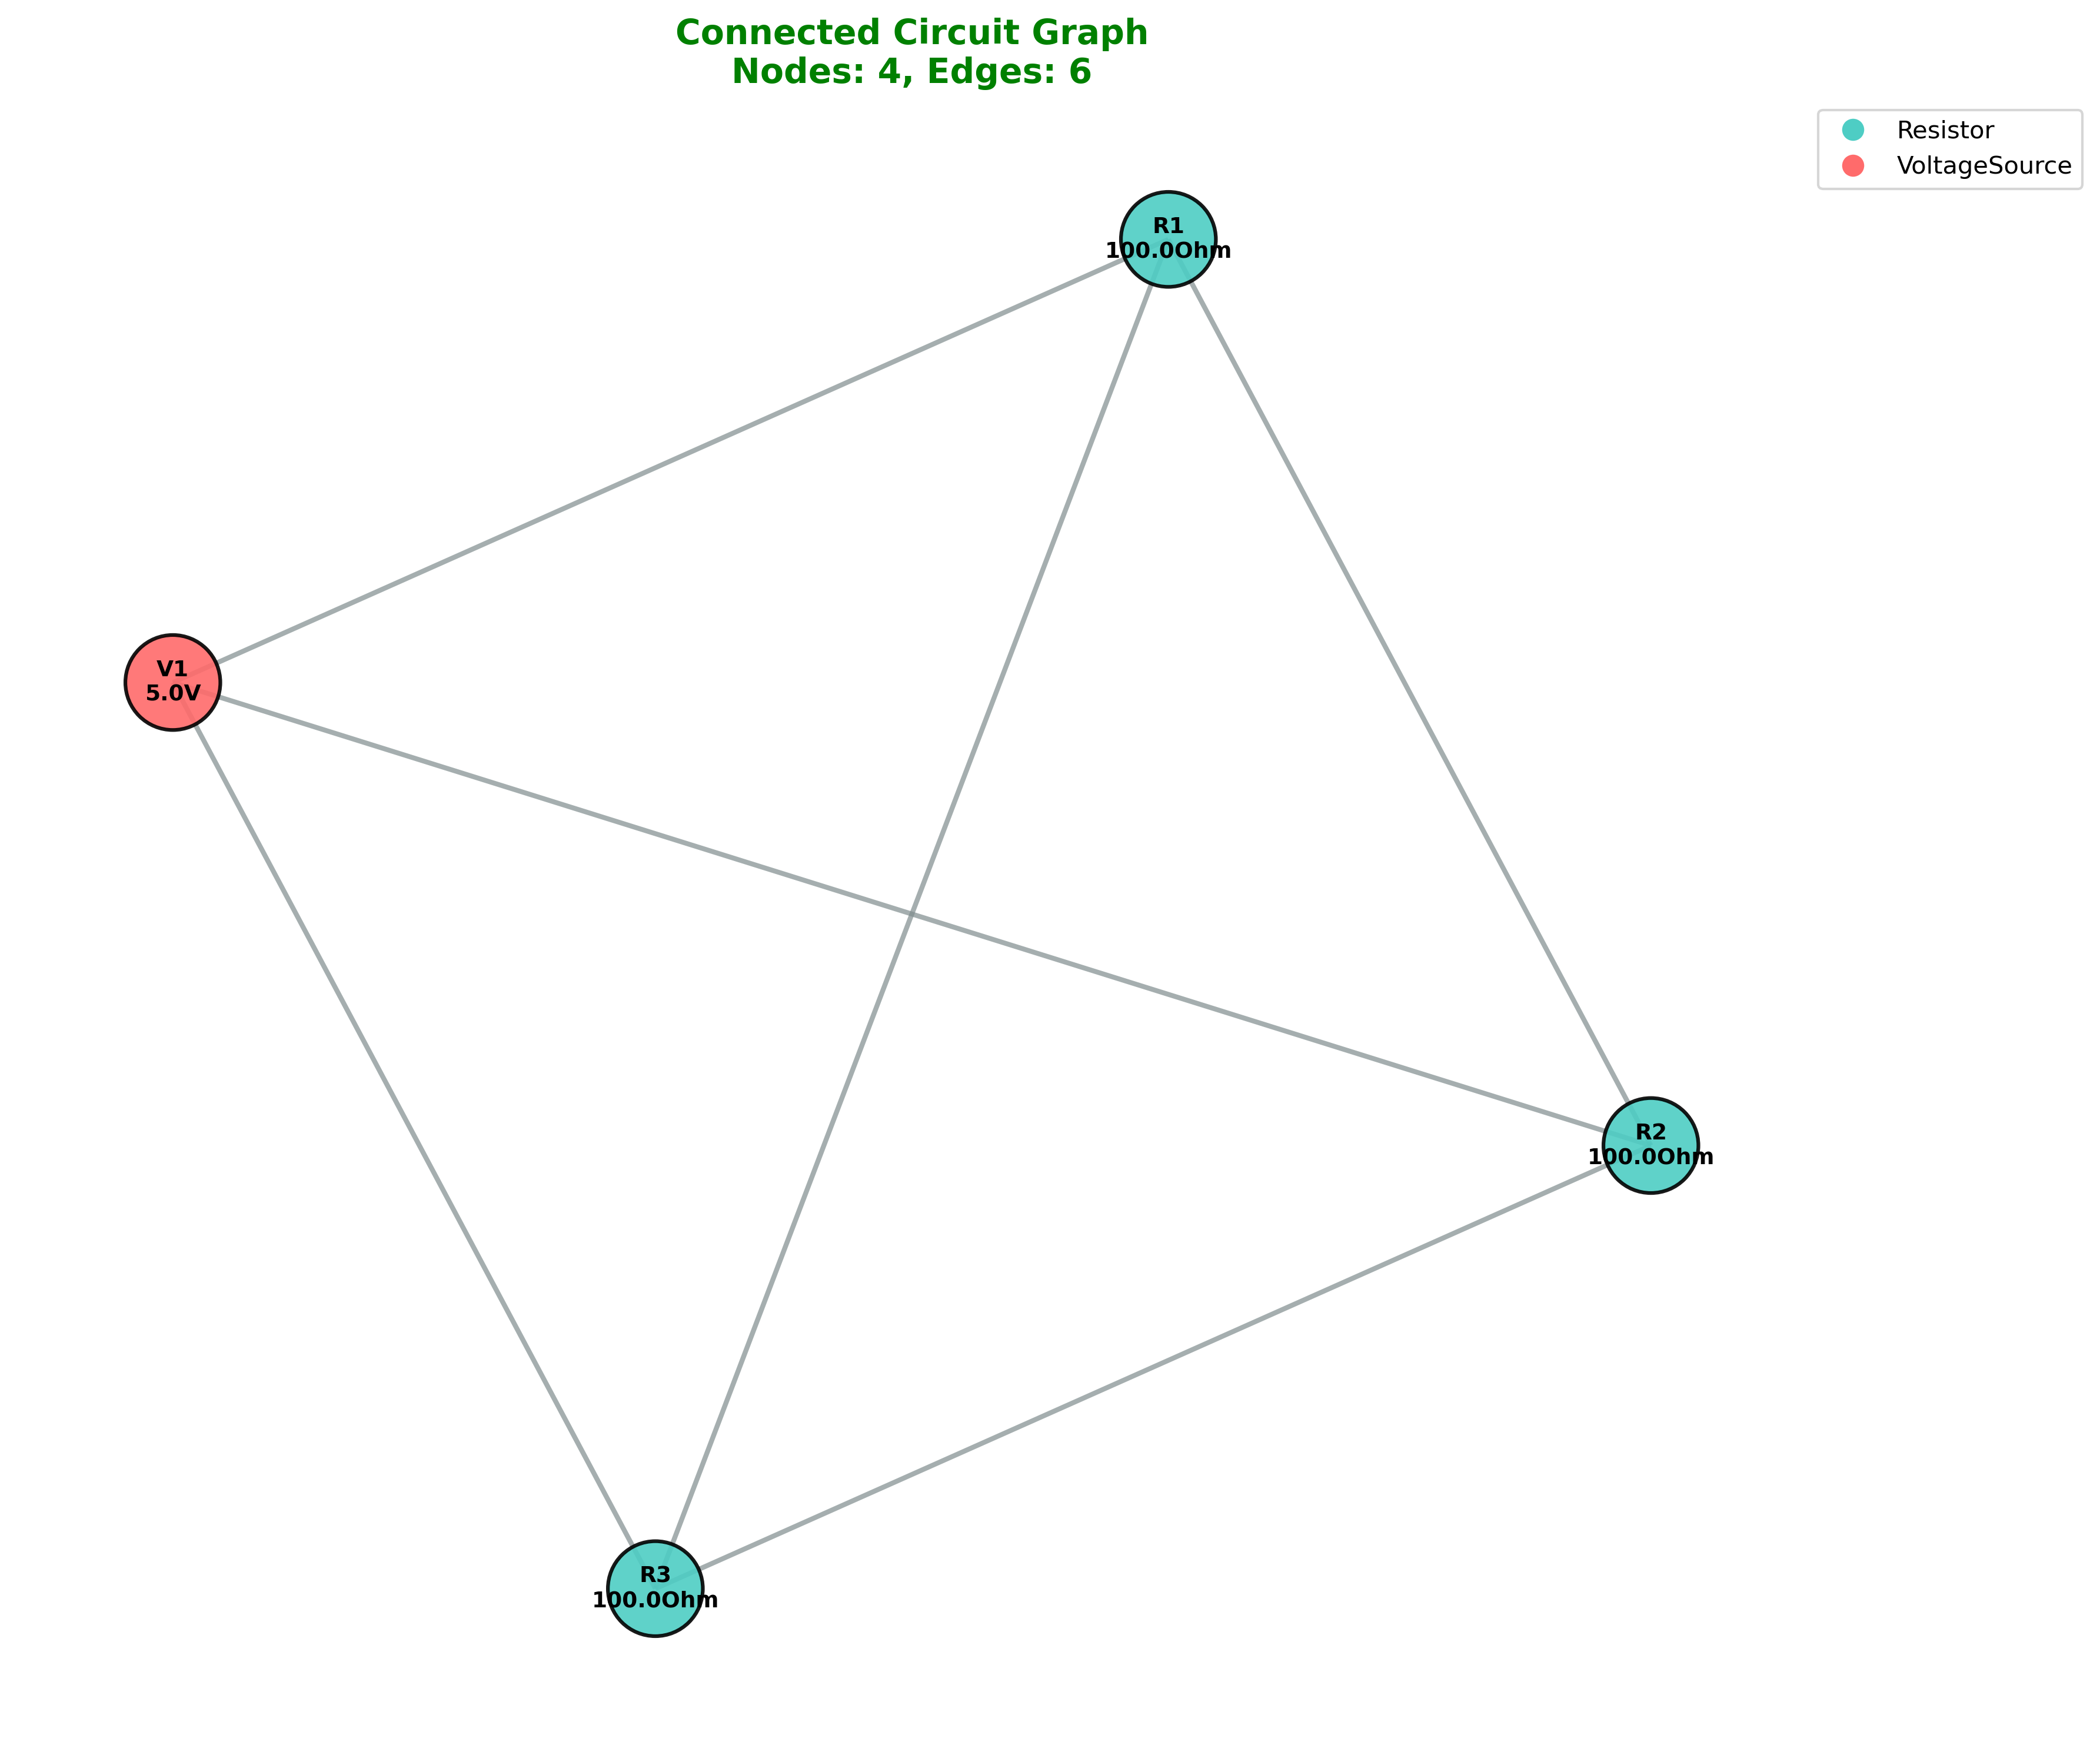 Connected Circuit Graph
Nodes: 4, Edges: 6
Resistor
VoltageSource
R1
100.0Ohm
V1
5.0V
R2
100.0Ohm
R3
100.0Ohm